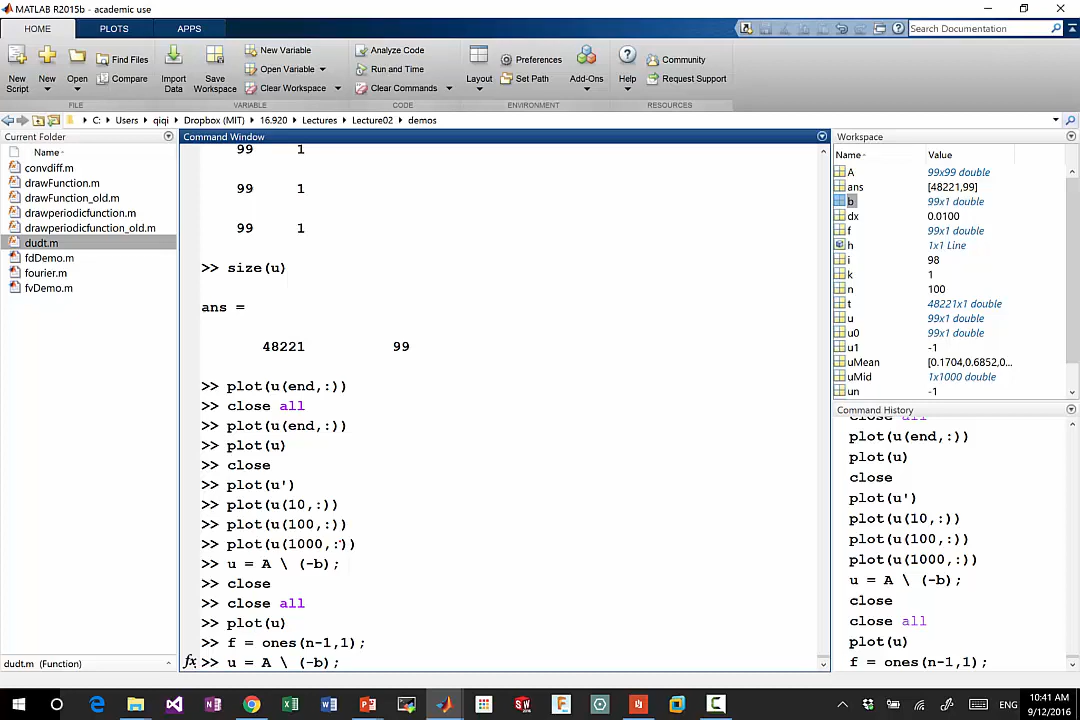 MATLAB R2015b - academic use
HOME PLOTS APPS Search Documentation
New Script New Open Find Files Compare Import Data Save Workspace New Variable Open Variable Clear Workspace Analyze Code Run and Time Clear Commands Layout Preferences Set Path Add-Ons Help Community Request Support
FILE VARIABLE CODE ENVIRONMENT RESOURCES
C: Users qiqi Dropbox (MIT) 16.920 Lectures Lecture02 demos
Current Folder
Name
convdiff.m
drawFunction.m
drawFunction_old.m
drawperiodicfunction.m
drawperiodicfunction_old.m
dudt.m
fdDemo.m
fourier.m
fvDemo.m
dudt.m (Function)
Command Window
99 1
99 1
99 1
>> size(u)
ans =
48221 99
>> plot(u(end,:))
>> close all
>> plot(u(end,:))
>> plot(u)
>> close
>> plot(u')
>> plot(u(10,:))
>> plot(u(100,:))
>> plot(u(1000,:))
>> u = A \ (-b);
>> close
>> close all
>> plot(u)
>> f = ones(n-1,1);
fx >> u = A \ (-b);
Workspace
Name Value
A 99x99 double
ans [48221,99]
b 99x1 double
dx 0.0100
f 99x1 double
h 1x1 Line
i 98
k 1
n 100
t 48221x1 double
u 99x1 double
u0 99x1 double
u1 -1
uMean [0.1704,0.6852,0...
uMid 1x1000 double
un -1
Command History
close all
plot(u(end,:))
plot(u)
close
plot(u')
plot(u(10,:))
plot(u(100,:))
plot(u(1000,:))
u = A \ (-b);
close
close all
plot(u)
f = ones(n-1,1);
ENG
10:41 AM
9/12/2016